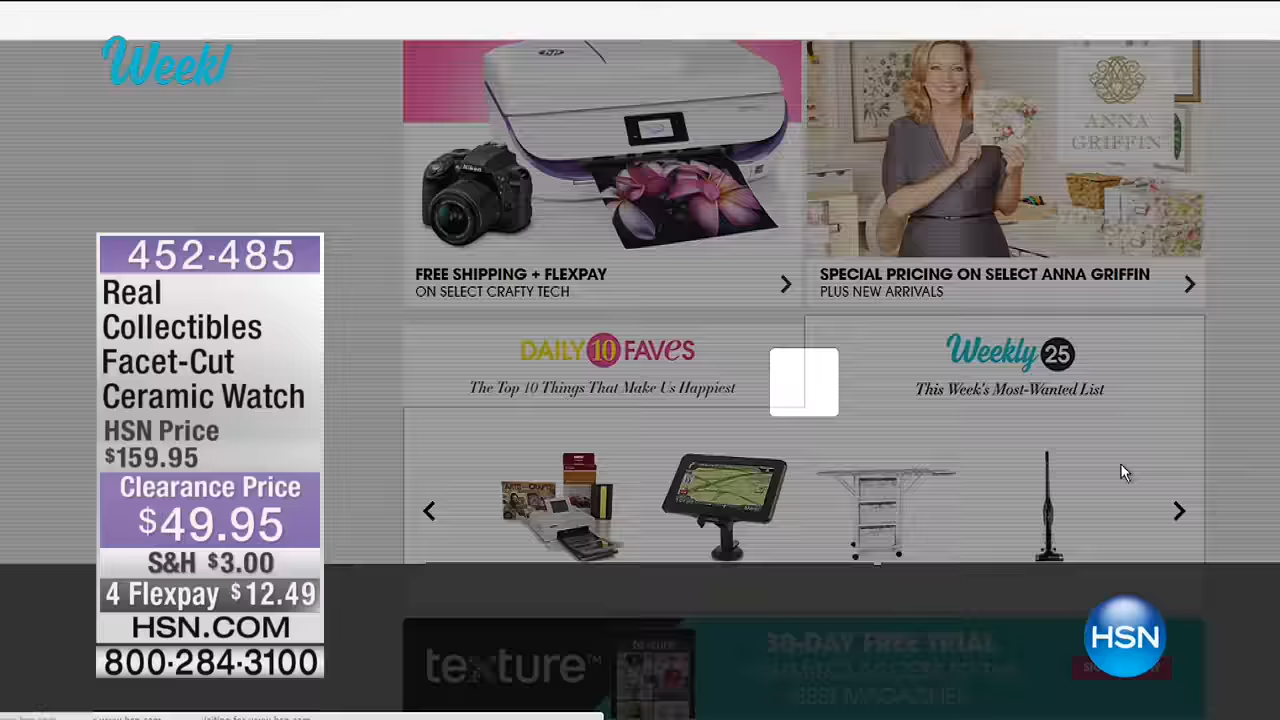 Week
452·485
Real
Collectibles
Facet-Cut
Ceramic Watch
HSN Price
$159.95
Clearance Price
$49.95
S&H $3.00
4 Flexpay $12.49
HSN.COM
800·284·3100
Nikon
hp
ANNA
GRIFFIN
FREE SHIPPING + FLEXPAY
ON SELECT CRAFTY TECH
SPECIAL PRICING ON SELECT ANNA GRIFFIN
PLUS NEW ARRIVALS
DAILY 10 FAVES
The Top 10 Things That Make Us Happiest
Weekly 25
This Week's Most-Wanted List
texture™
30-DAY FREE TRIAL
HSN